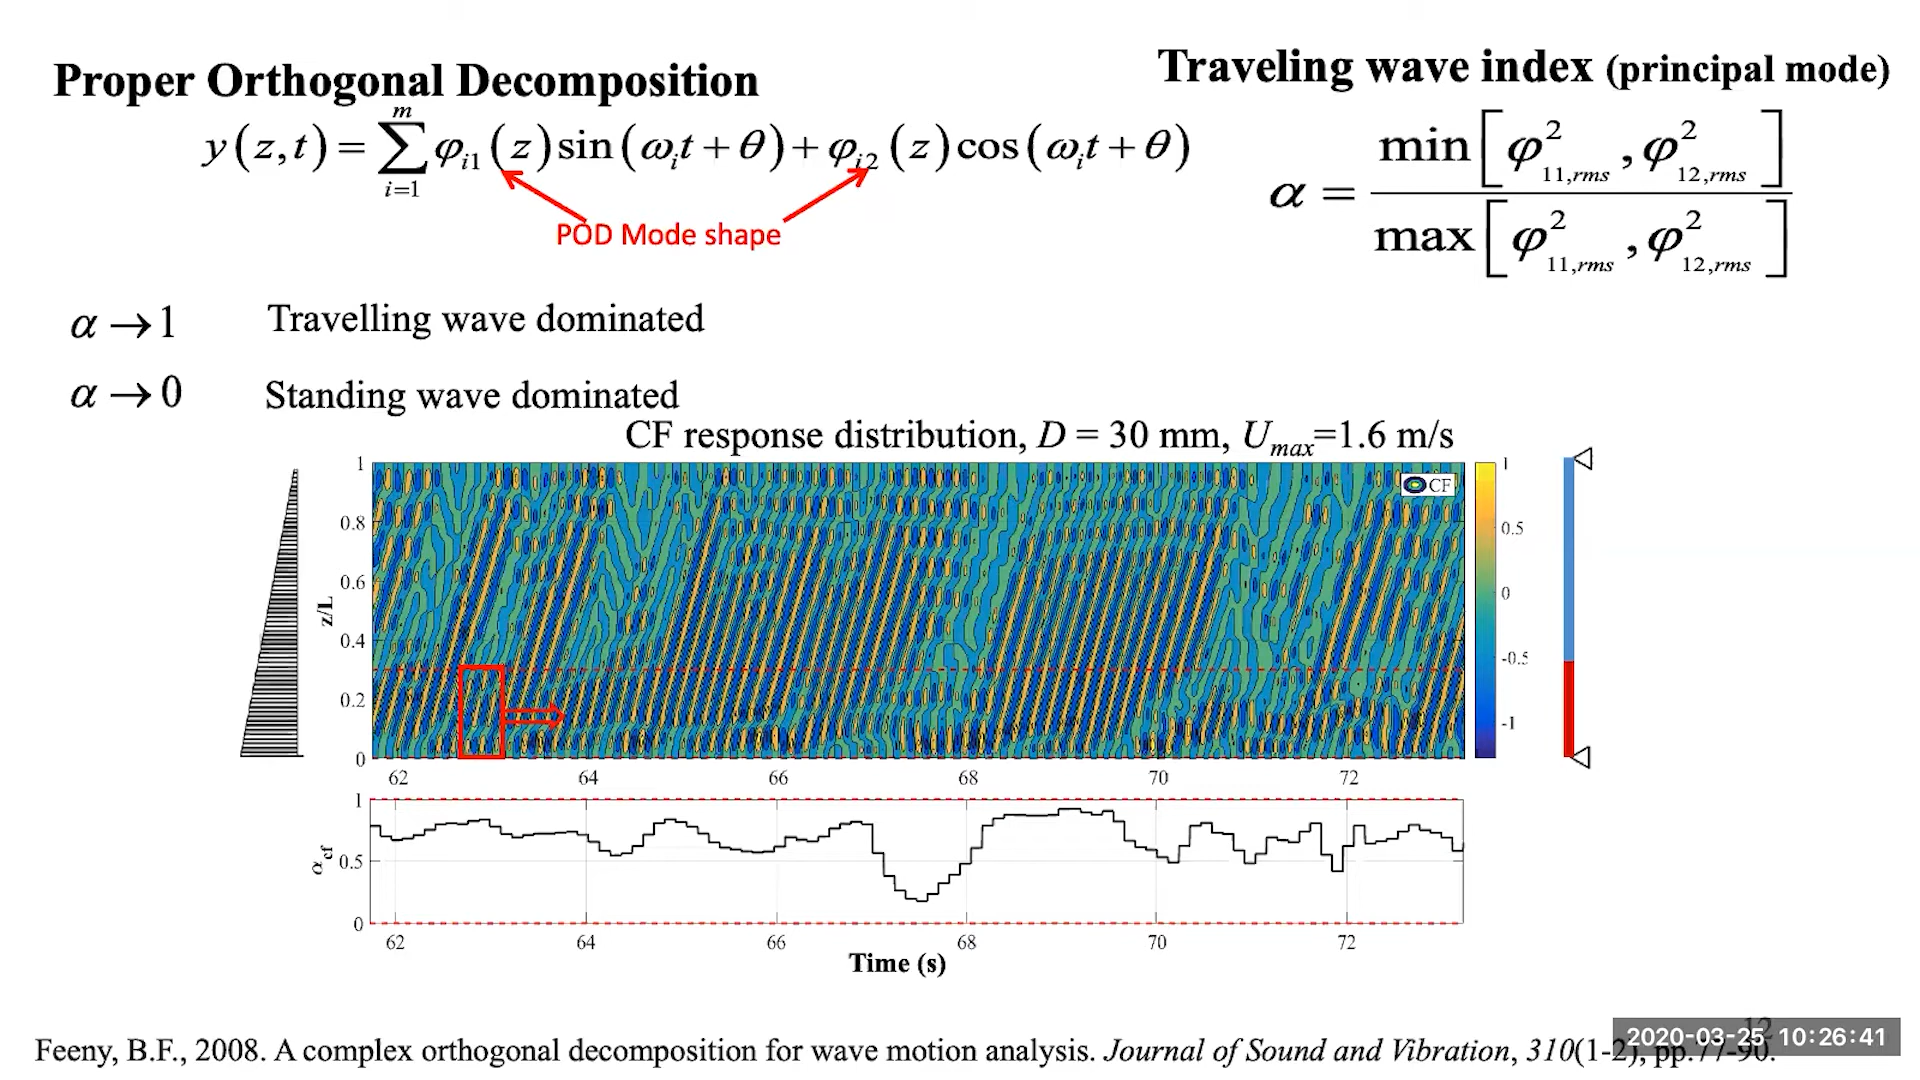 Proper Orthogonal Decomposition
y(z,t) = ∑_{i=1}^{m} φ_{i1}(z)sin(ω_i t + θ) + φ_{i2}(z)cos(ω_i t + θ)
POD Mode shape
Traveling wave index (principal mode)
α = min[φ²_{11,rms}, φ²_{12,rms}] / max[φ²_{11,rms}, φ²_{12,rms}]
α → 1 Travelling wave dominated
α → 0 Standing wave dominated
CF response distribution, D = 30 mm, U_max=1.6 m/s
z/L
1
0.8
0.6
0.4
0.2
0
CF
1
0.5
0
-0.5
-1
62 64 66 68 70 72
α_cf
1
0.5
0
62 64 66 68 70 72
Time (s)
12
Feeny, B.F., 2008. A complex orthogonal decomposition for wave motion analysis. Journal of Sound and Vibration, 310(1-2), pp.77-90.
2020-03-25 10:26:41